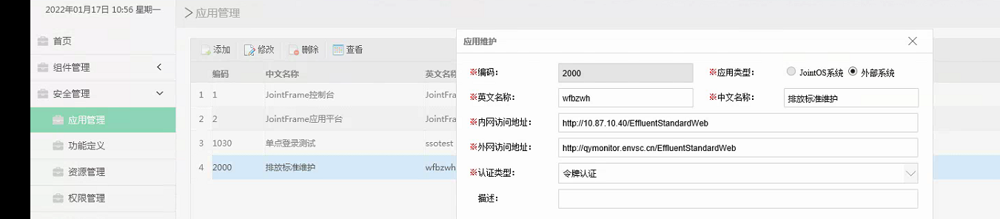 2022年01月17日 10:56 星期一
应用管理
首页
组件管理
安全管理
应用管理
功能定义
资源管理
权限管理
添加 修改 删除 查看
编码 中文名称 英文名称
1 1 JointFrame控制台 JointFra
2 2 JointFrame应用平台 JointFra
3 1030 单点登录测试 ssotest
4 2000 排放标准维护 wfbzwh
应用维护
※编码: 2000 ※应用类型: JointOS系统 外部系统
※英文名称: wfbzwh ※中文名称: 排放标准维护
※内网访问地址: http://10.87.10.40/EffluentStandardWeb
※外网访问地址: http://qymonitor.envsc.cn/EffluentStandardWeb
※认证类型: 令牌认证
描述: